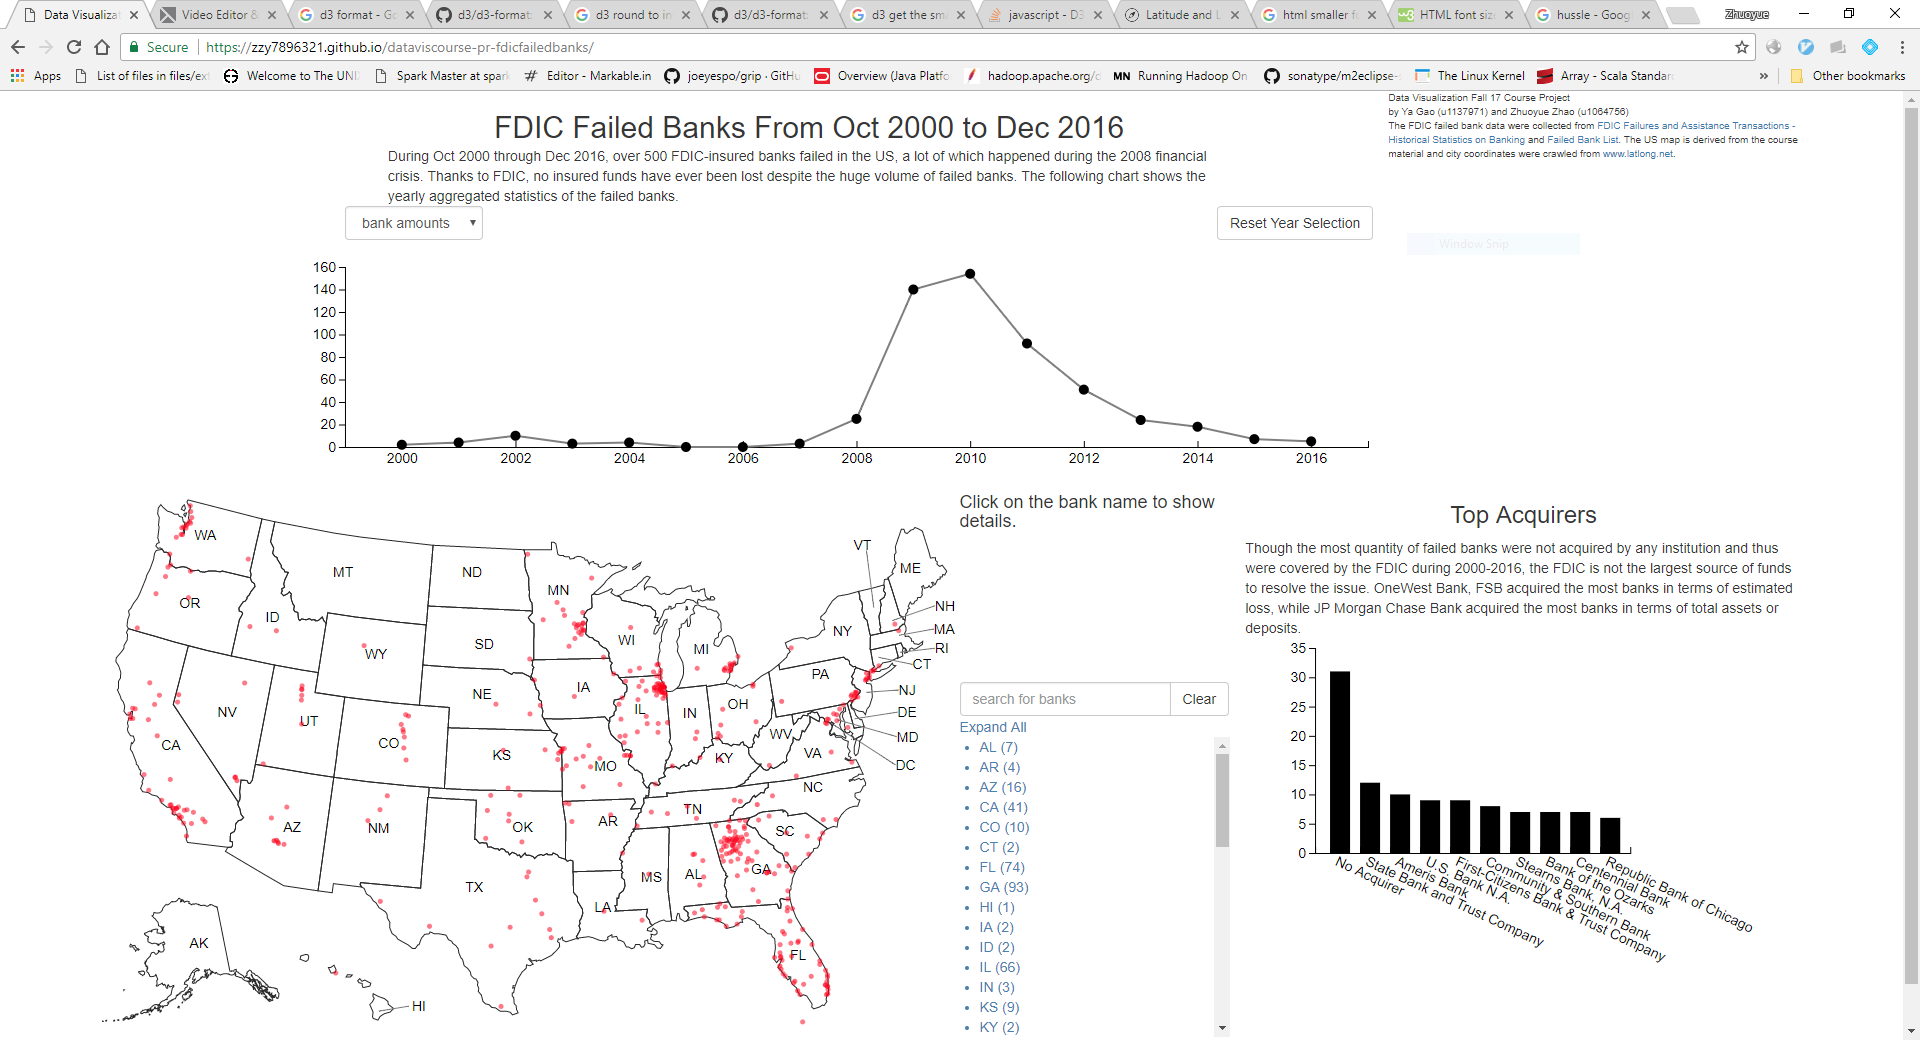 Data Visualizat
Video Editor &
d3 format - Go
d3/d3-format:
d3 round to in
d3/d3-format:
d3 get the sma
javascript - D3
Latitude and L
html smaller fo
HTML font size
hussle - Googl
Zhuoyue
Secure
https://zzy7896321.github.io/dataviscourse-pr-fdicfailedbanks/
Apps
List of files in files/ext
Welcome to The UNI
Spark Master at spark
Editor - Markable.in
joeyespo/grip · GitHu
Overview (Java Platfo
hadoop.apache.org/c
MN
Running Hadoop On
sonatype/m2eclipse-s
The Linux Kernel
Array - Scala Standar
»
Other bookmarks
Data Visualization Fall 17 Course Project
by Ya Gao (u1137971) and Zhuoyue Zhao (u1064756)
The FDIC failed bank data were collected from FDIC Failures and Assistance Transactions -
Historical Statistics on Banking and Failed Bank List. The US map is derived from the course
material and city coordinates were crawled from www.latlong.net.
FDIC Failed Banks From Oct 2000 to Dec 2016
During Oct 2000 through Dec 2016, over 500 FDIC-insured banks failed in the US, a lot of which happened during the 2008 financial
crisis. Thanks to FDIC, no insured funds have ever been lost despite the huge volume of failed banks. The following chart shows the
yearly aggregated statistics of the failed banks.
bank amounts
Reset Year Selection
Window Snip
160
140
120
100
80
60
40
20
0
2000 2002 2004 2006 2008 2010 2012 2014 2016
WA
MT
ND
MN
VT
ME
OR
ID
SD
WI
MI
NY
NH
MA
RI
CT
WY
NE
IA
PA
NJ
NV
UT
CO
KS
IL
IN
OH
DE
MD
WV
DC
CA
MO
KY
VA
AZ
NM
OK
AR
TN
NC
SC
TX
LA
MS
AL
GA
FL
AK
HI
Click on the bank name to show
details.
search for banks
Clear
Expand All
AL (7)
AR (4)
AZ (16)
CA (41)
CO (10)
CT (2)
FL (74)
GA (93)
HI (1)
IA (2)
ID (2)
IL (66)
IN (3)
KS (9)
KY (2)
Top Acquirers
Though the most quantity of failed banks were not acquired by any institution and thus
were covered by the FDIC during 2000-2016, the FDIC is not the largest source of funds
to resolve the issue. OneWest Bank, FSB acquired the most banks in terms of estimated
loss, while JP Morgan Chase Bank acquired the most banks in terms of total assets or
deposits.
35
30
25
20
15
10
5
0
No Acquirer
State Bank and Trust Company
Ameris Bank
U.S. Bank N.A.
First-Citizens Bank & Trust Company
Community & Southern Bank
Stearns Bank, N.A.
Bank of the Ozarks
Centennial Bank
Republic Bank of Chicago